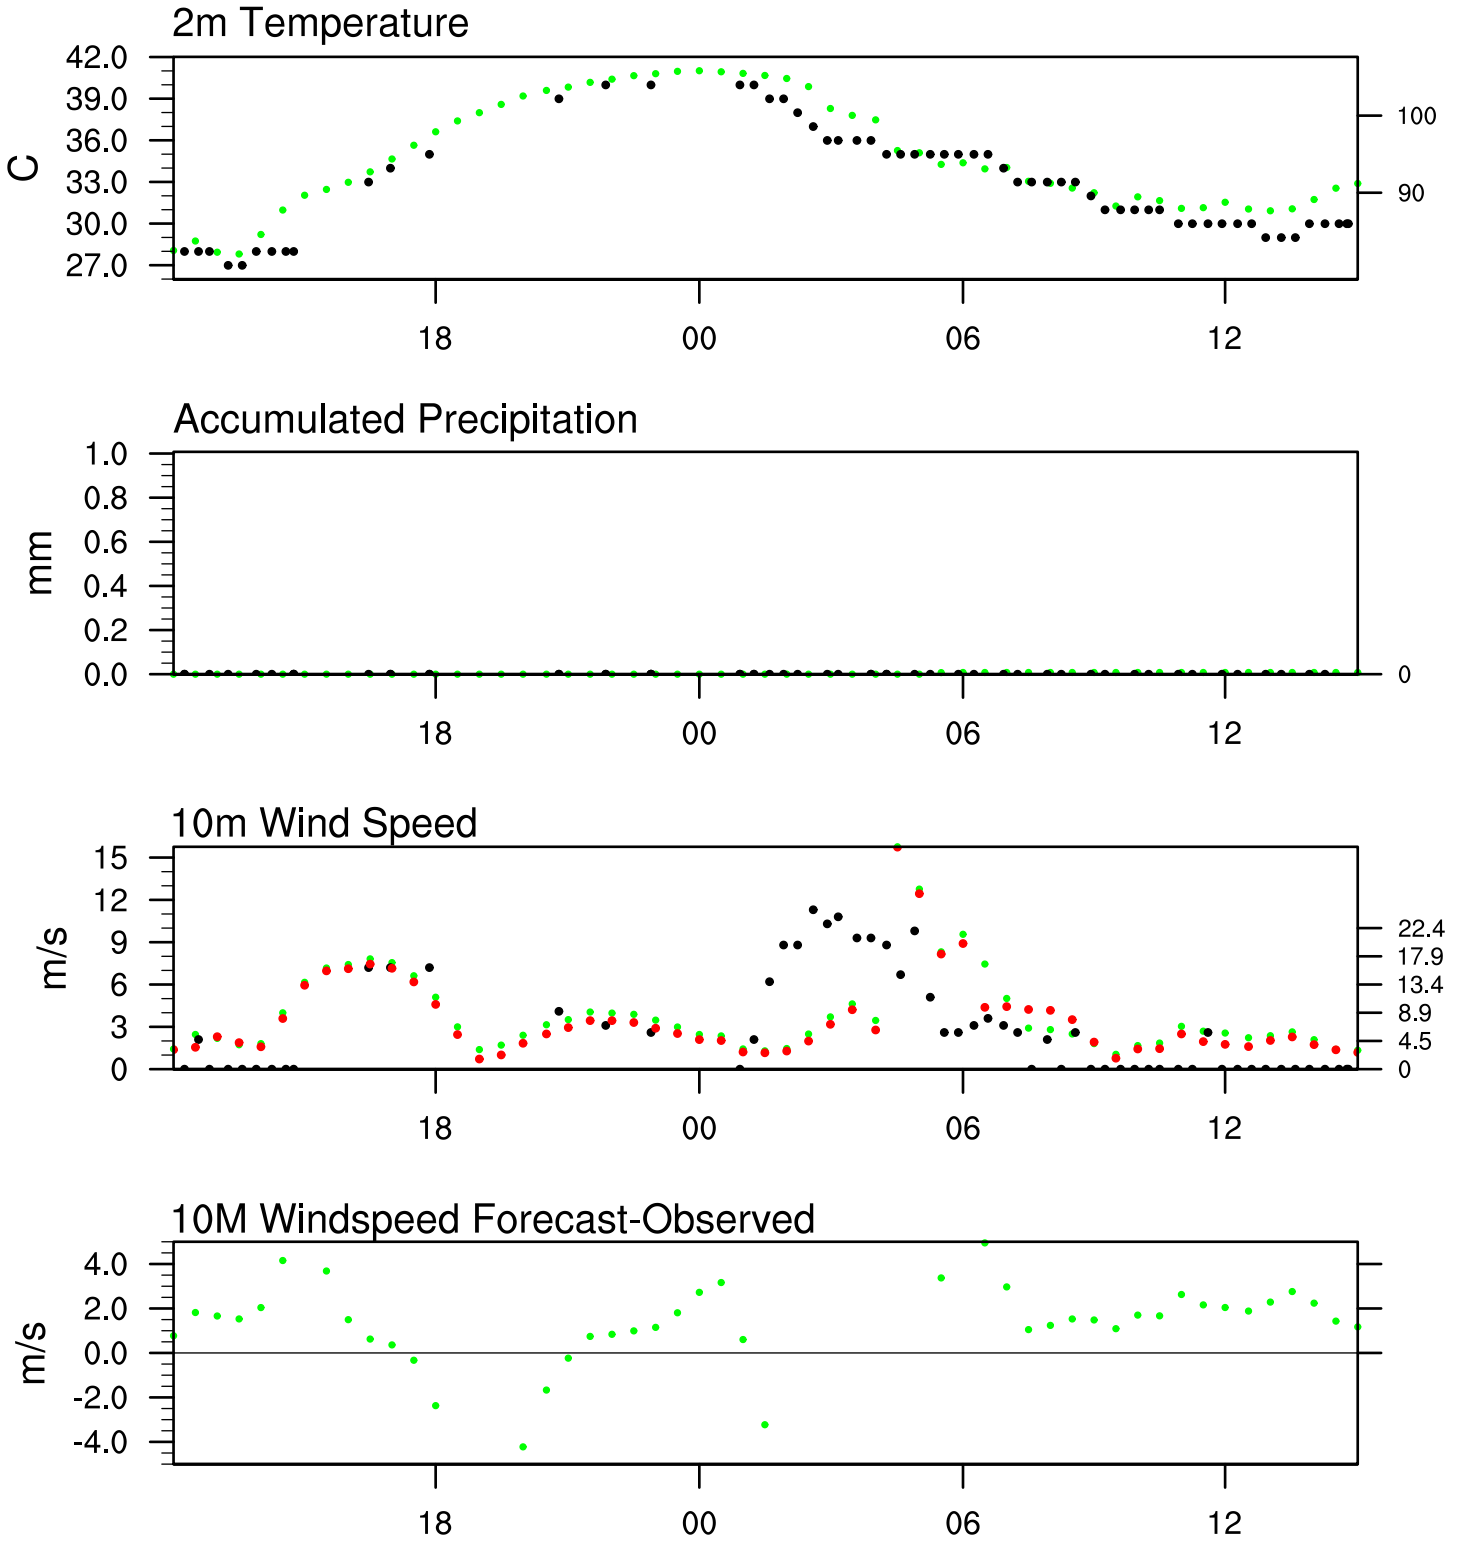 2m Temperature
42.0
39.0
36.0
33.0
30.0
27.0
C
100
90
18 00 06 12
Accumulated Precipitation
1.0
0.8
0.6
0.4
0.2
0.0
mm
0
18 00 06 12
10m Wind Speed
15
12
9
6
3
0
m/s
22.4
17.9
13.4
8.9
4.5
0
18 00 06 12
10M Windspeed Forecast-Observed
4.0
2.0
0.0
-2.0
-4.0
m/s
18 00 06 12